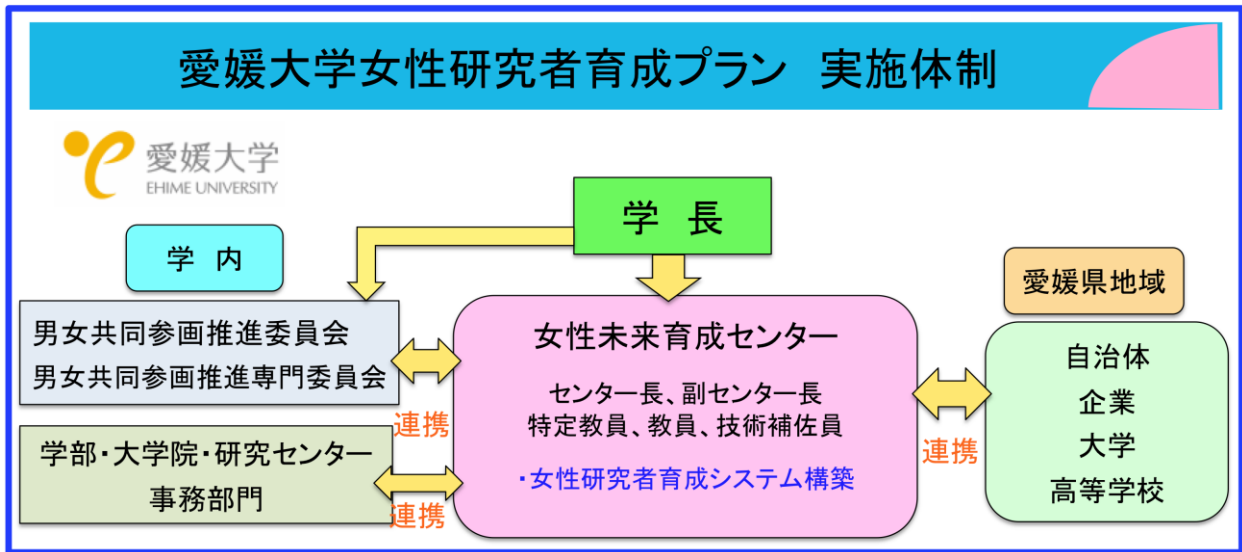 愛媛大学女性研究者育成プラン 実施体制
愛媛大学
EHIME UNIVERSITY
学 長
学 内
愛媛県地域
男女共同参画推進委員会
男女共同参画推進専門委員会
連携
学部・大学院・研究センター
事務部門
連携
女性未来育成センター
センター長、副センター長
特定教員、教員、技術補佐員
・女性研究者育成システム構築
連携
自治体
企業
大学
高等学校